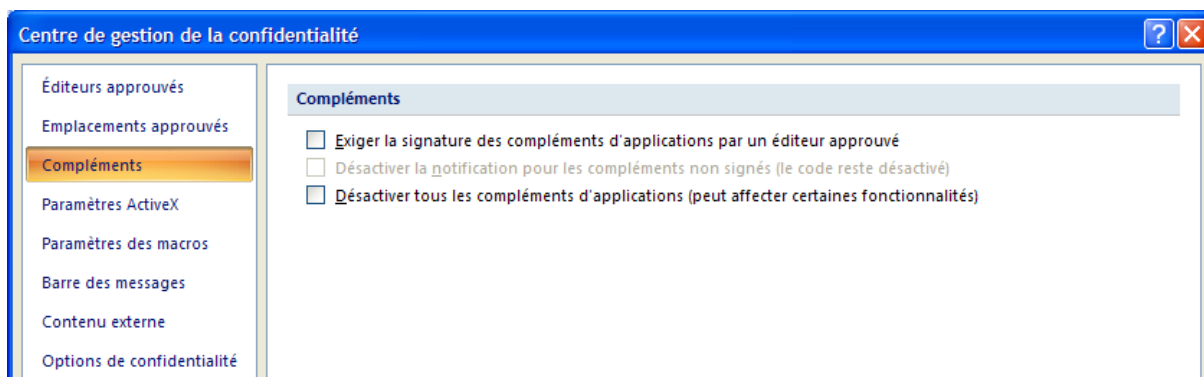 Centre de gestion de la confidentialité
Éditeurs approuvés
Emplacements approuvés
Compléments
Paramètres ActiveX
Paramètres des macros
Barre des messages
Contenu externe
Options de confidentialité
Compléments
Exiger la signature des compléments d'applications par un éditeur approuvé
Désactiver la notification pour les compléments non signés (le code reste désactivé)
Désactiver tous les compléments d'applications (peut affecter certaines fonctionnalités)